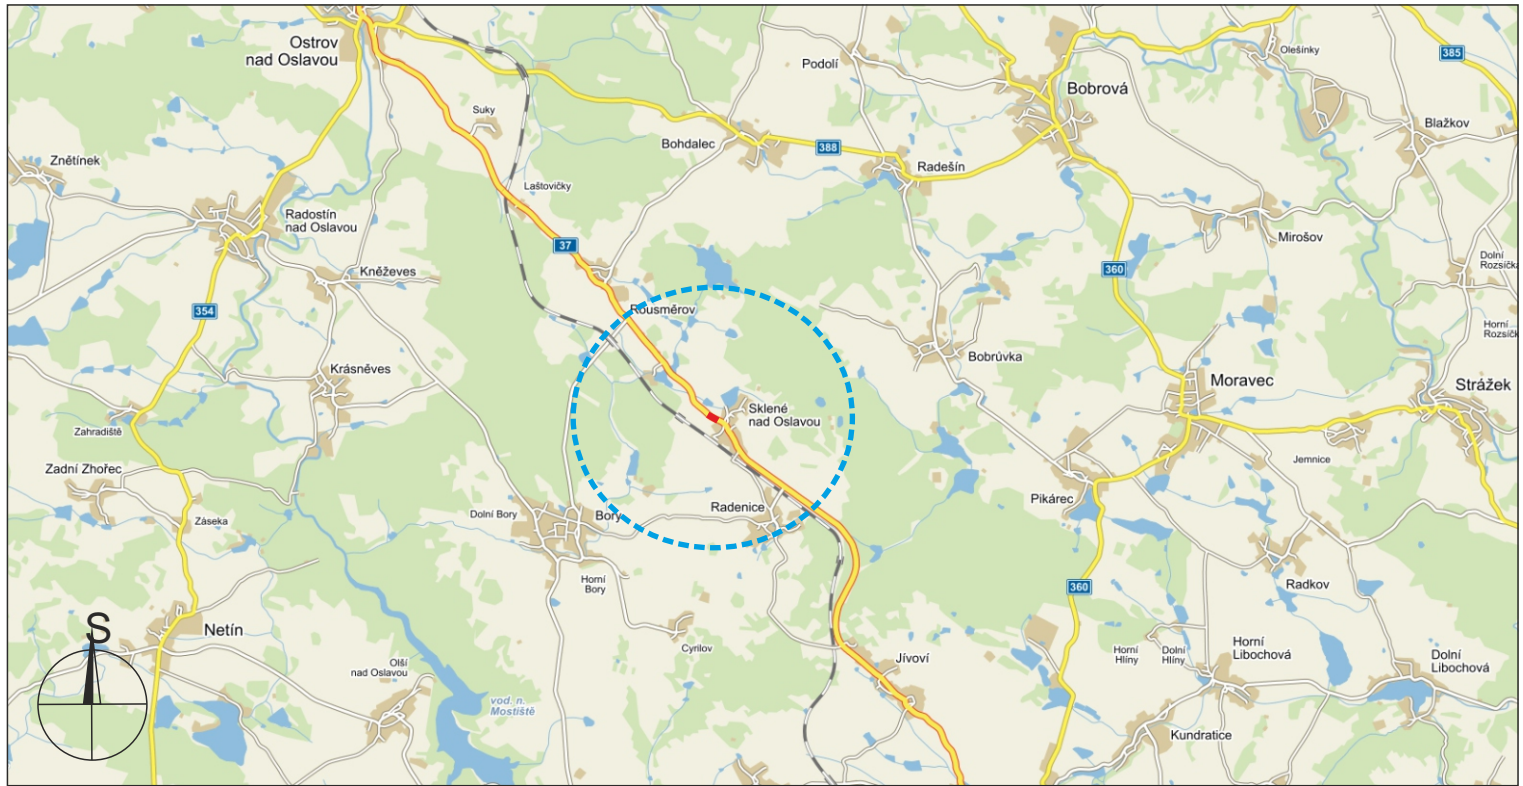 Ostrov
nad Oslavou
Podolí
Olešínky
385
Bobrová
Suky
Blažkov
Bohdalec
388
Znětínek
Radešín
Laštovičky
Radostín
nad Oslavou
Mirošov
37
Kněževes
Dolní
Rozsíčka
360
354
Rousměrov
Horní
Rozsíčk
Bobrůvka
Krásněves
Moravec
Strážek
Sklené
nad Oslavou
Zahradiště
Jemnice
Zadní Zhořec
Pikárec
Radenice
Dolní Bory
Bory
Záseka
Horní
Bory
Radkov
360
S
Netín
Cyrilov
Horní
Libochová
Horní
Hlíny
Dolní
Hlíny
Jívoví
Dolní
Libochová
Olší
nad Oslavou
vod. n.
Mostiště
Kundratice